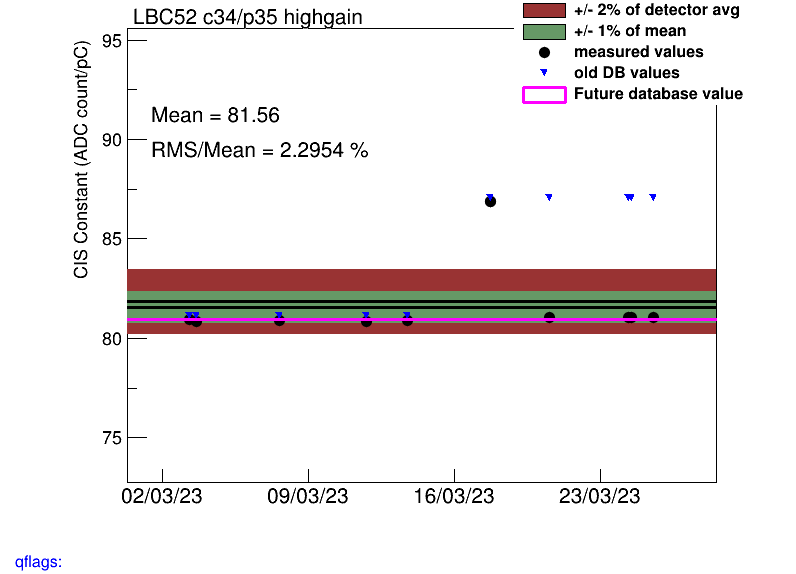 LBC52 c34/p35 highgain
+/- 2% of detector avg
+/- 1% of mean
measured values
old DB values
Future database value
Mean = 81.56
RMS/Mean = 2.2954 %
CIS Constant (ADC count/pC)
95
90
85
80
75
02/03/23 09/03/23 16/03/23 23/03/23
qflags: